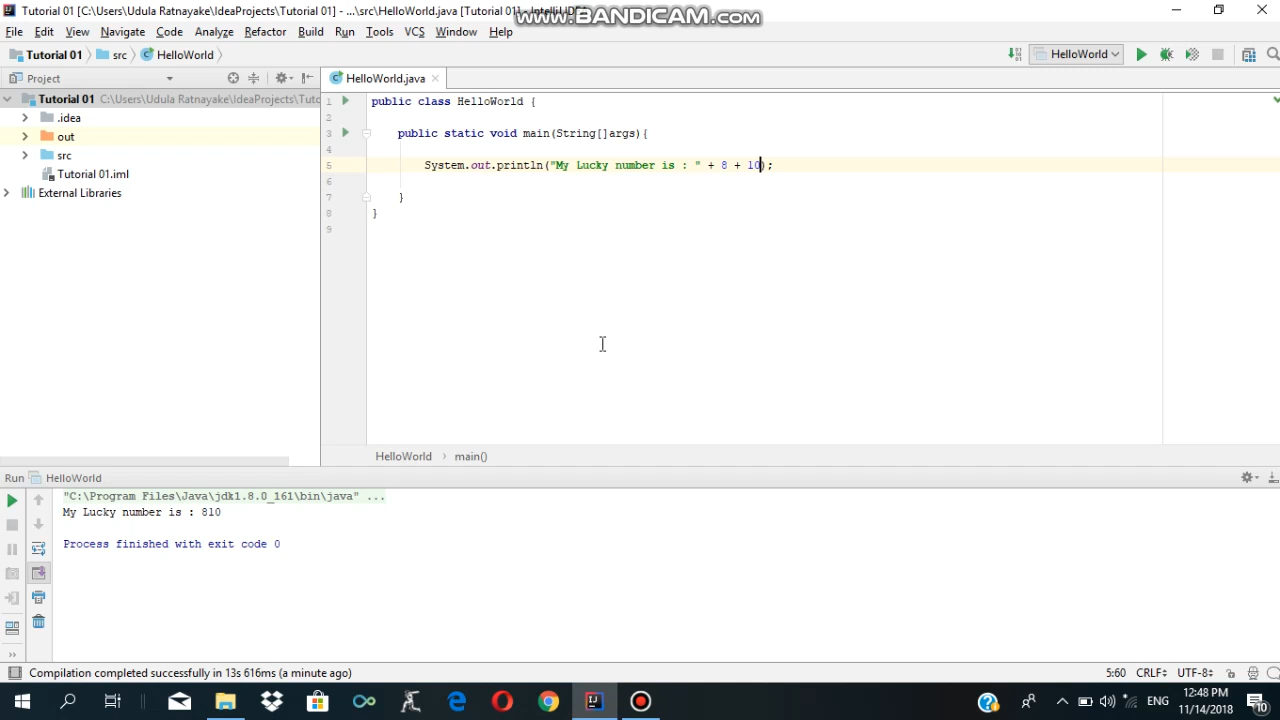 Tutorial 01 [C:\Users\Udula Ratnayake\IdeaProjects\Tutorial 01] - ...\src\HelloWorld.java [Tutorial 01] - IntelliJ IDEA
www.BANDICAM.com
File Edit View Navigate Code Analyze Refactor Build Run Tools VCS Window Help
Tutorial 01 src HelloWorld
HelloWorld
Project
HelloWorld.java
Tutorial 01 C:\Users\Udula Ratnayake\IdeaProjects\Tuto
.idea
out
src
Tutorial 01.iml
External Libraries
1 public class HelloWorld {
2
3 public static void main(String[]args){
4
5 System.out.println("My Lucky number is : " + 8 + 10);
6
7 }
8 }
9
HelloWorld main()
Run HelloWorld
"C:\Program Files\Java\jdk1.8.0_161\bin\java" ...
My Lucky number is : 810
Process finished with exit code 0
Compilation completed successfully in 13s 616ms (a minute ago)
5:60 CRLF UTF-8
ENG
12:48 PM
11/14/2018
10